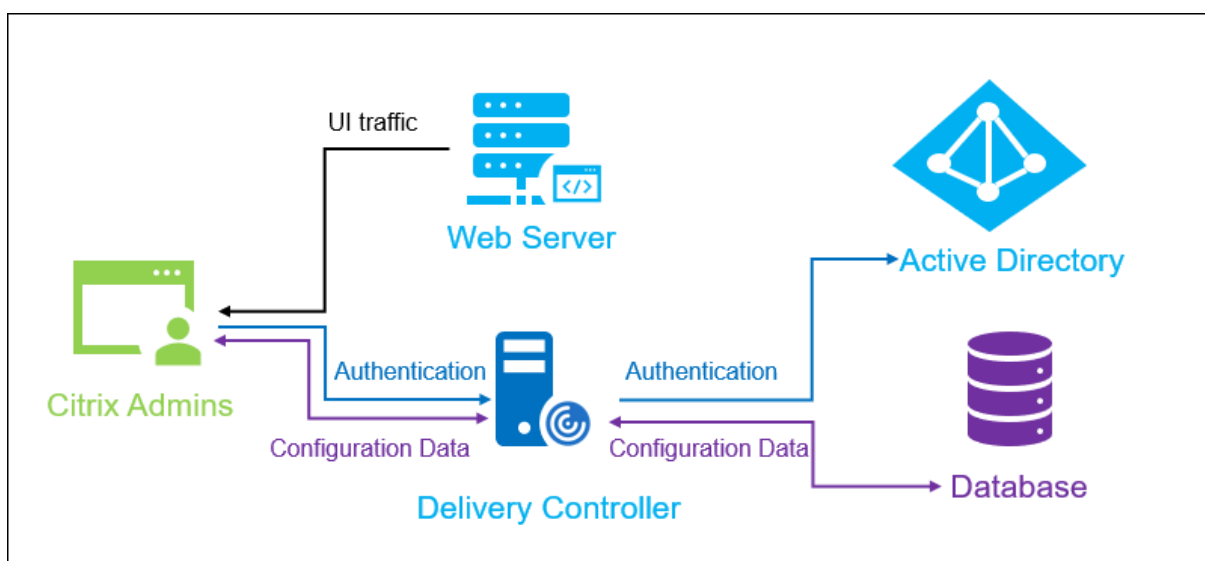 UI traffic
</>
Web Server
Active Directory
Authentication
Authentication
Citrix Admins
Configuration Data
Configuration Data
Database
Delivery Controller